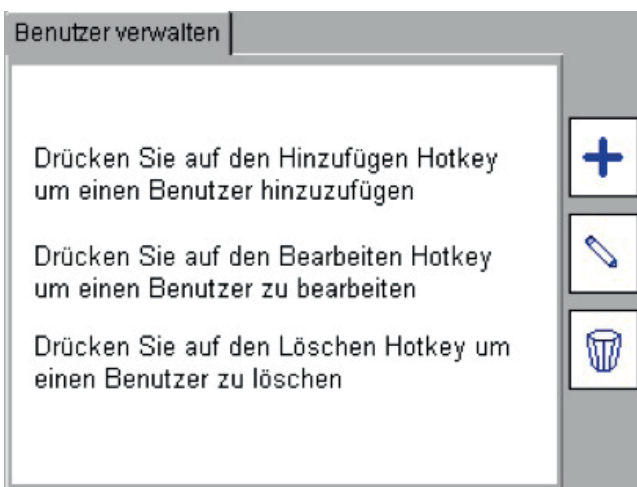 Benutzer verwalten
Drücken Sie auf den Hinzufügen Hotkey
um einen Benutzer hinzuzufügen
Drücken Sie auf den Bearbeiten Hotkey
um einen Benutzer zu bearbeiten
Drücken Sie auf den Löschen Hotkey um
einen Benutzer zu löschen